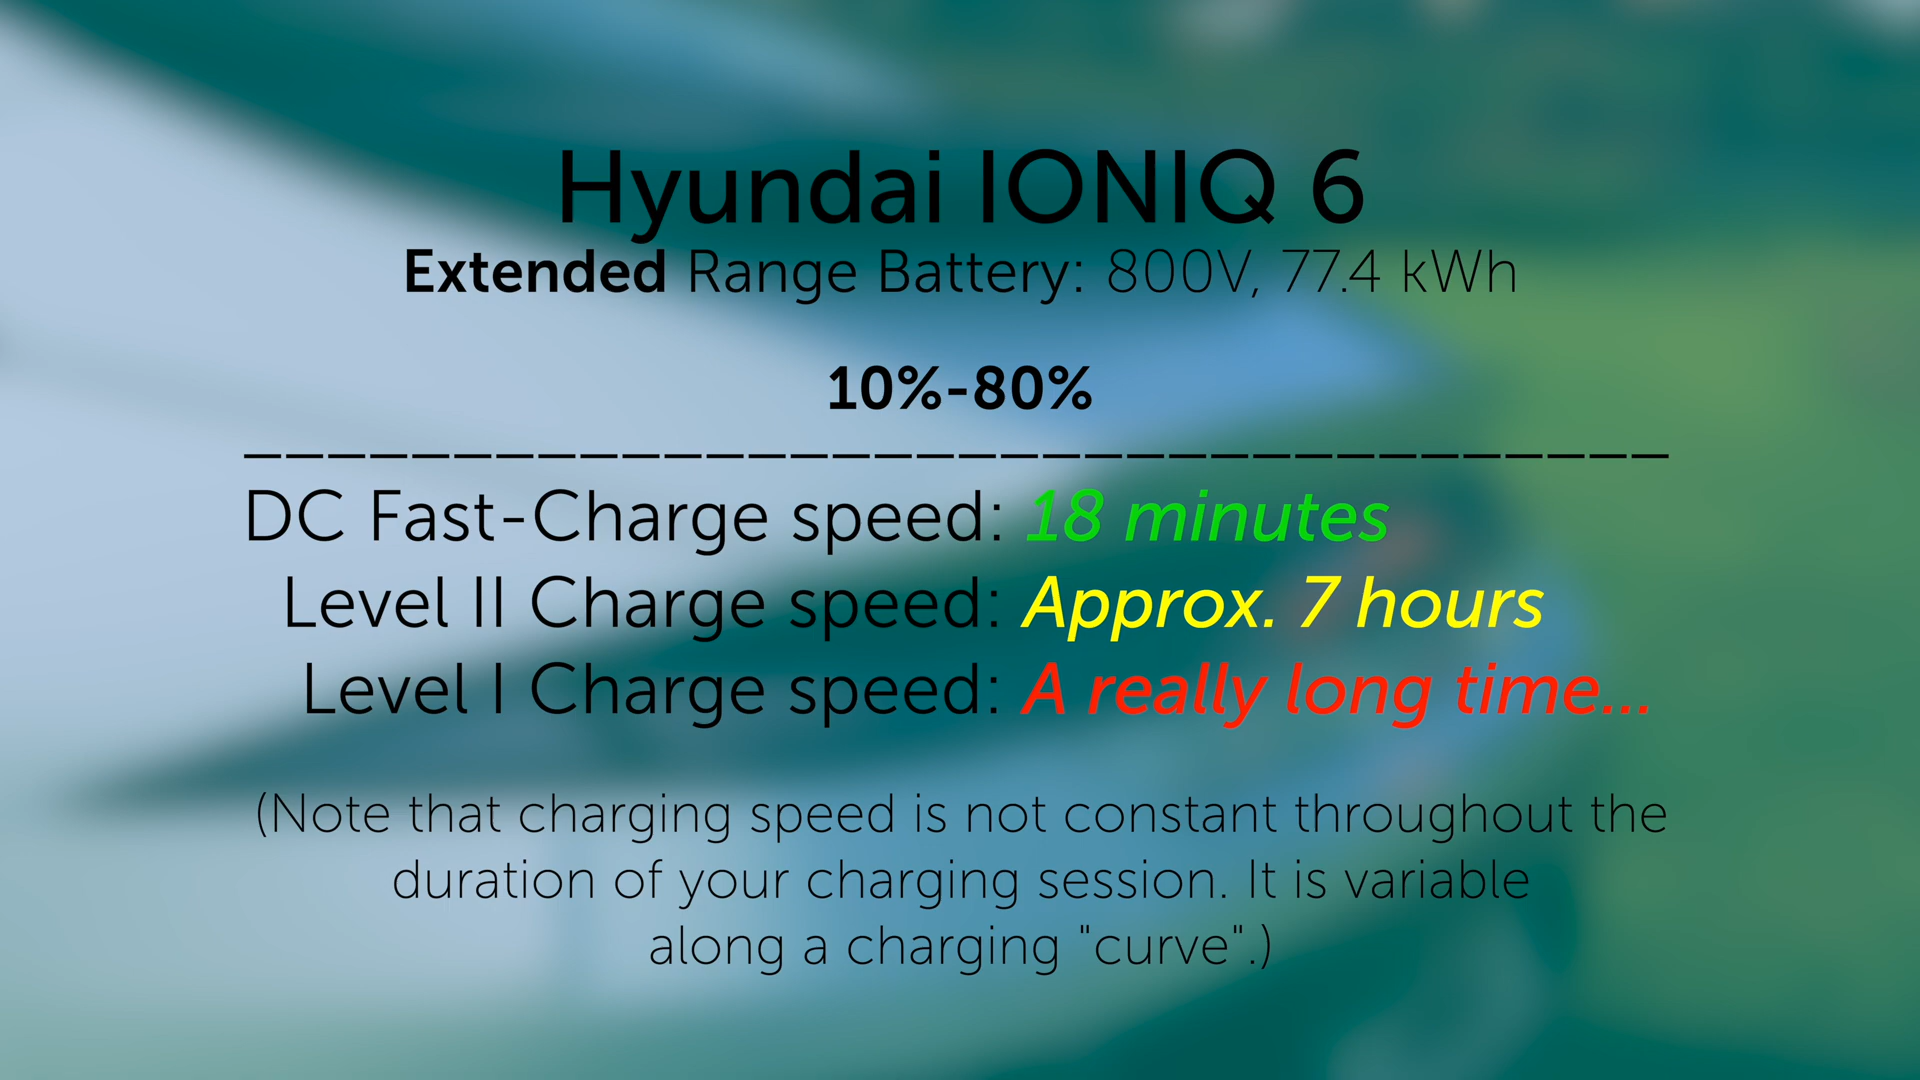 Hyundai IONIQ 6
Extended Range Battery: 800V, 77.4 kWh
10%-80%
__________________________________
DC Fast-Charge speed: 18 minutes
Level II Charge speed: Approx. 7 hours
Level I Charge speed: A really long time...
(Note that charging speed is not constant throughout the
duration of your charging session. It is variable
along a charging "curve".)